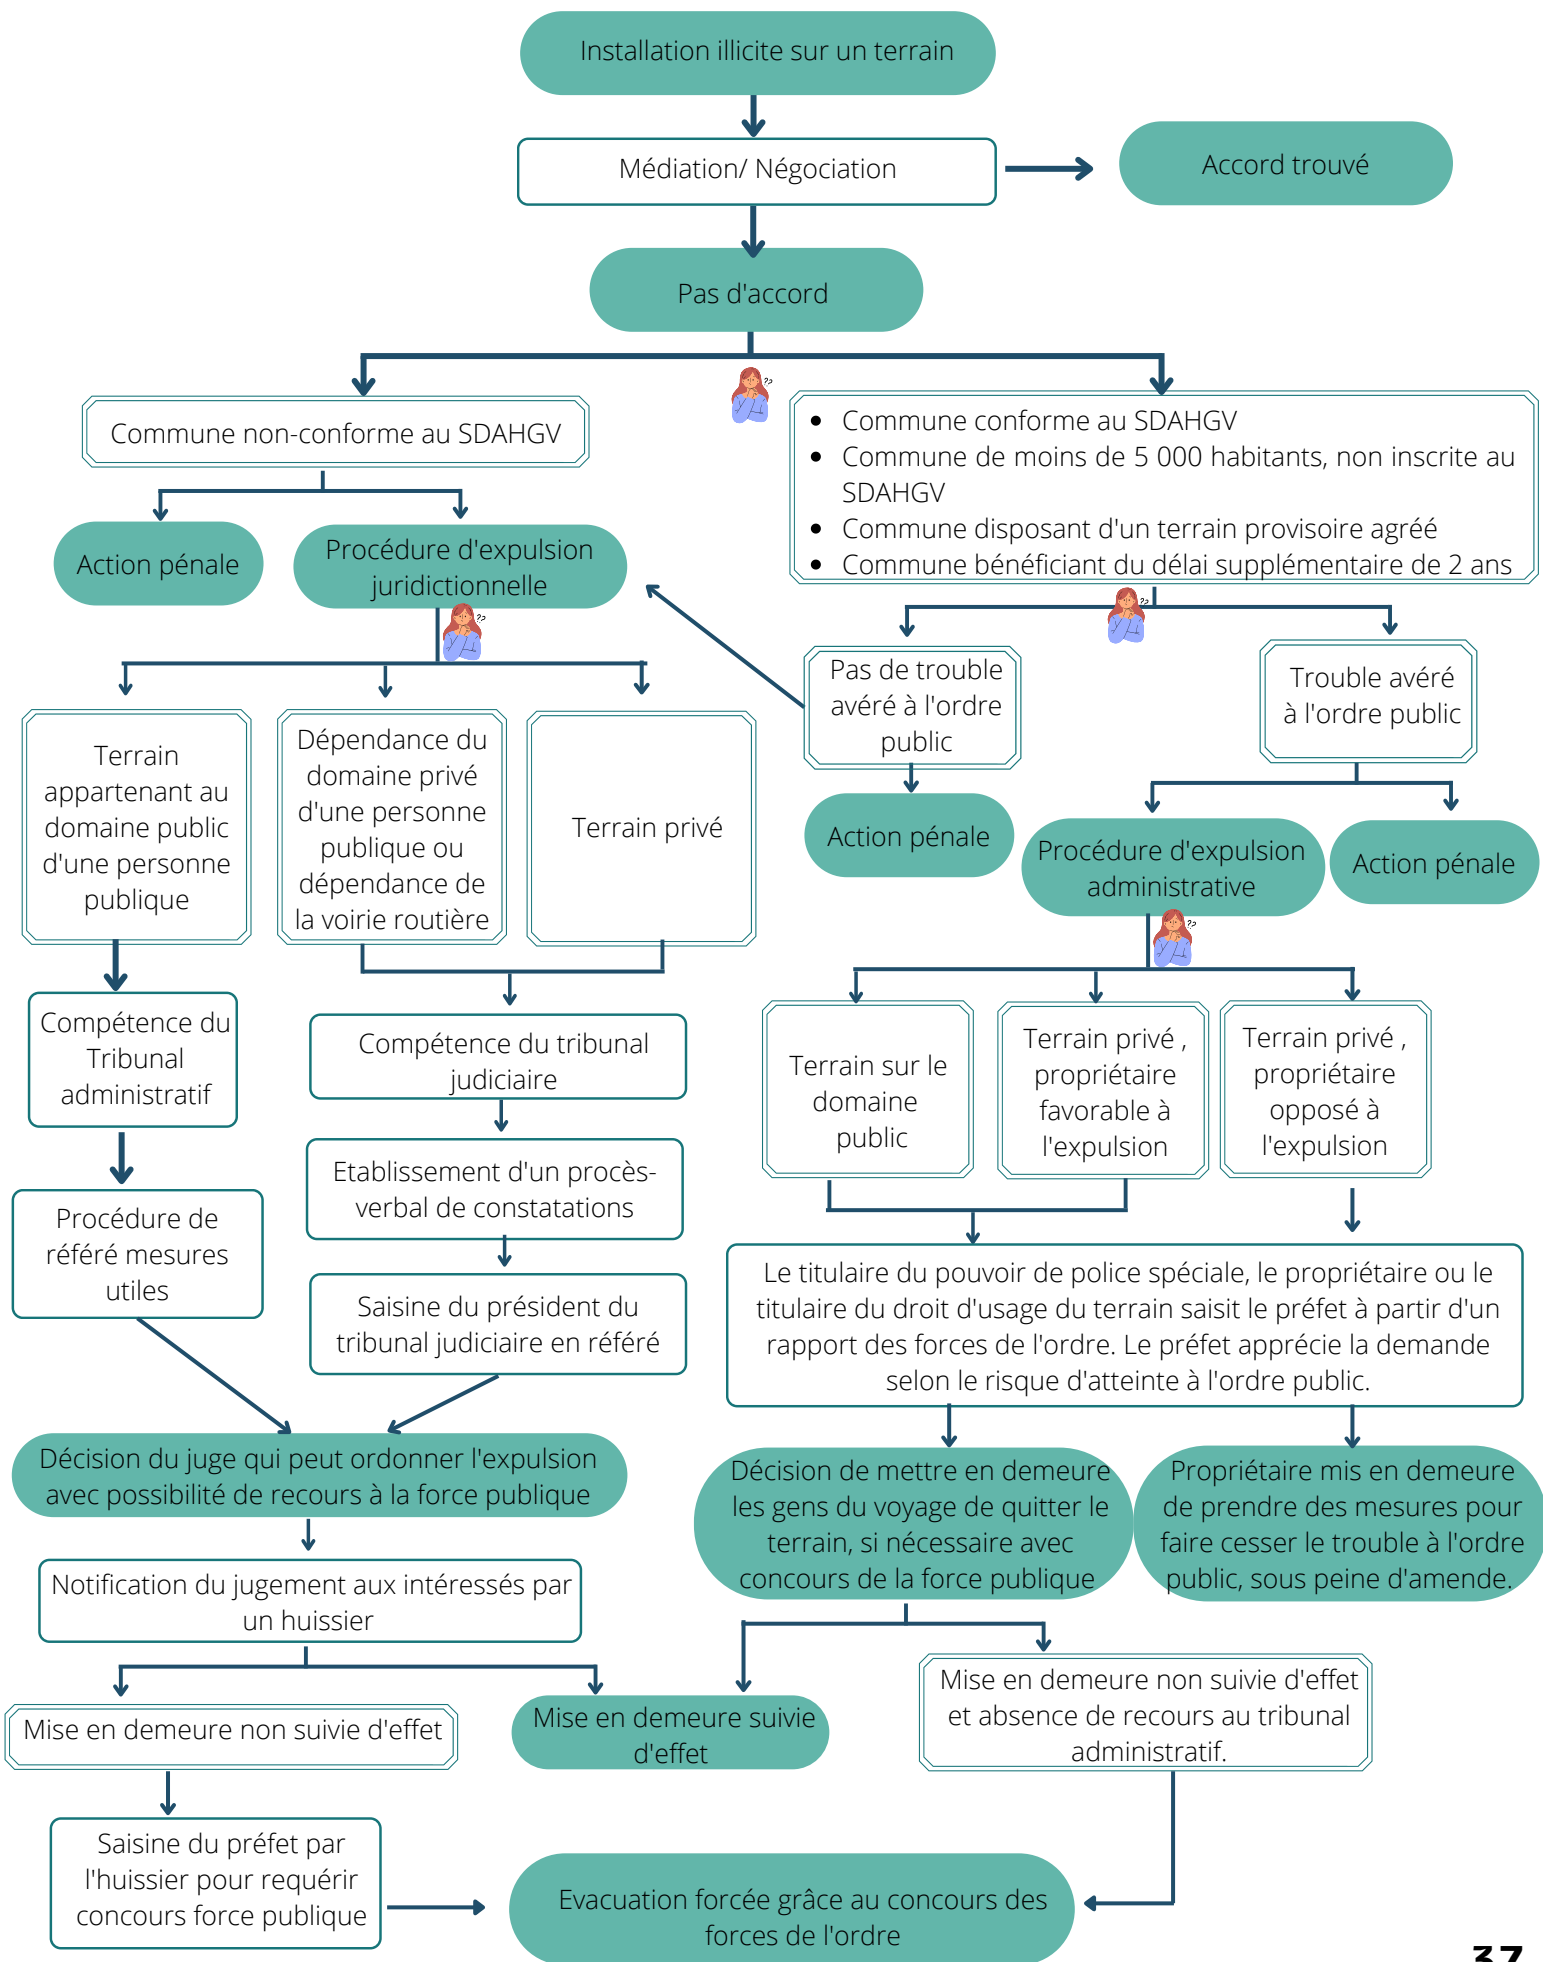 Installation illicite sur un terrain
Médiation/ Négociation
Accord trouvé
Pas d'accord
??
Commune non-conforme au SDAHGV
• Commune conforme au SDAHGV
• Commune de moins de 5 000 habitants, non inscrite au
SDAHGV
• Commune disposant d'un terrain provisoire agréé
• Commune bénéficiant du délai supplémentaire de 2 ans
Action pénale
Procédure d'expulsion
juridictionnelle
??
??
Pas de trouble
avéré à l'ordre
public
Trouble avéré
à l'ordre public
Terrain
appartenant au
domaine public
d'une personne
publique
Dépendance du
domaine privé
d'une personne
publique ou
dépendance de
la voirie routière
Terrain privé
Action pénale
Procédure d'expulsion
administrative
Action pénale
??
Compétence du
Tribunal
administratif
Compétence du tribunal
judiciaire
Terrain sur le
domaine
public
Terrain privé ,
propriétaire
favorable à
l'expulsion
Terrain privé ,
propriétaire
opposé à
l'expulsion
Procédure de
référé mesures
utiles
Etablissement d'un procès-
verbal de constatations
Saisine du président du
tribunal judiciaire en référé
Le titulaire du pouvoir de police spéciale, le propriétaire ou le
titulaire du droit d'usage du terrain saisit le préfet à partir d'un
rapport des forces de l'ordre. Le préfet apprécie la demande
selon le risque d'atteinte à l'ordre public.
Décision du juge qui peut ordonner l'expulsion
avec possibilité de recours à la force publique
Décision de mettre en demeure
les gens du voyage de quitter le
terrain, si nécessaire avec
concours de la force publique
Propriétaire mis en demeure
de prendre des mesures pour
faire cesser le trouble à l'ordre
public, sous peine d'amende.
Notification du jugement aux intéressés par
un huissier
Mise en demeure non suivie d'effet
Mise en demeure suivie
d'effet
Mise en demeure non suivie d'effet
et absence de recours au tribunal
administratif.
Saisine du préfet par
l'huissier pour requérir
concours force publique
Evacuation forcée grâce au concours des
forces de l'ordre
37